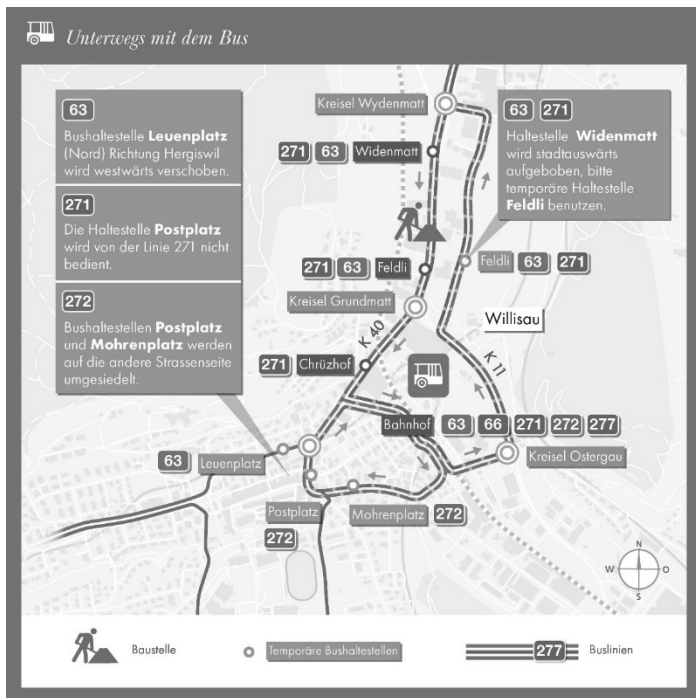 Unterwegs mit dem Bus
63
Bushaltestelle Leuenplatz
(Nord) Richtung Hergiswil
wird westwärts verschoben.
271
Die Haltestelle Postplatz
wird von der Linie 271 nicht
bedient.
272
Bushaltestellen Postplatz
und Mohrenplatz werden
auf die andere Strassenseite
umgesiedelt.
63 271
Haltestelle Widenmatt
wird stadtauswärts
aufgeboben, bitte
temporäre Haltestelle
Feldli benutzen.
Kreisel Wydenmatt
271 63 Widenmatt
271 63 Feldli
Feldli 63 271
Kreisel Grundmatt
Willisau
K 40
K 11
271 Chrüzhof
Bahnhof 63 66 271 272 277
Kreisel Ostergau
63 Leuenplatz
Postplatz
272
Mohrenplatz 272
N
W O
S
Baustelle
Temporäre Bushaltestellen
277 Buslinien